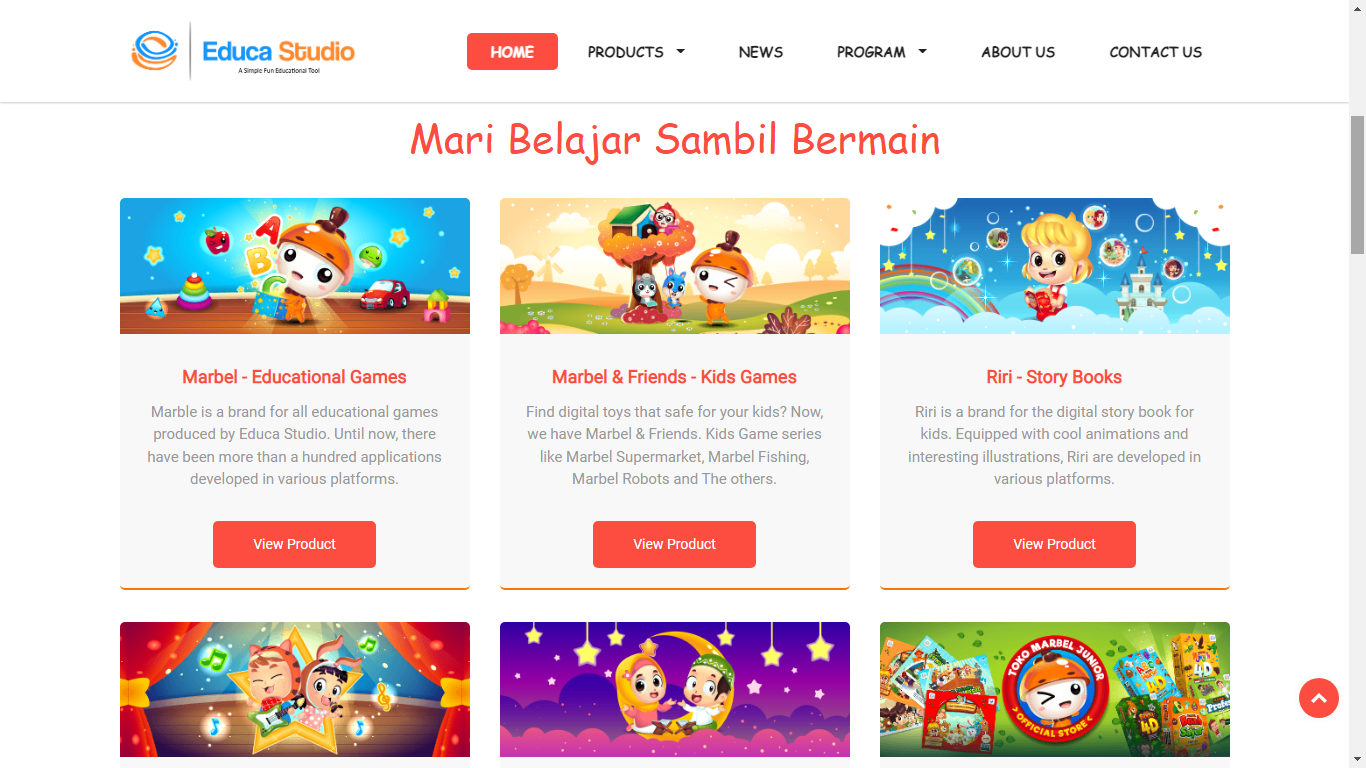 Educa Studio
A Simple Fun Educational Tool
HOME
PRODUCTS
NEWS
PROGRAM
ABOUT US
CONTACT US
Mari Belajar Sambil Bermain
A
B
C
Marbel - Educational Games
Marble is a brand for all educational games
produced by Educa Studio. Until now, there
have been more than a hundred applications
developed in various platforms.
View Product
Marbel & Friends - Kids Games
Find digital toys that safe for your kids? Now,
we have Marbel & Friends. Kids Game series
like Marbel Supermarket, Marbel Fishing,
Marbel Robots and The others.
View Product
Riri - Story Books
Riri is a brand for the digital story book for
kids. Equipped with cool animations and
interesting illustrations, Riri are developed in
various platforms.
View Product
TOKO MARBEL JUNIOR
> OFFICIAL STORE <